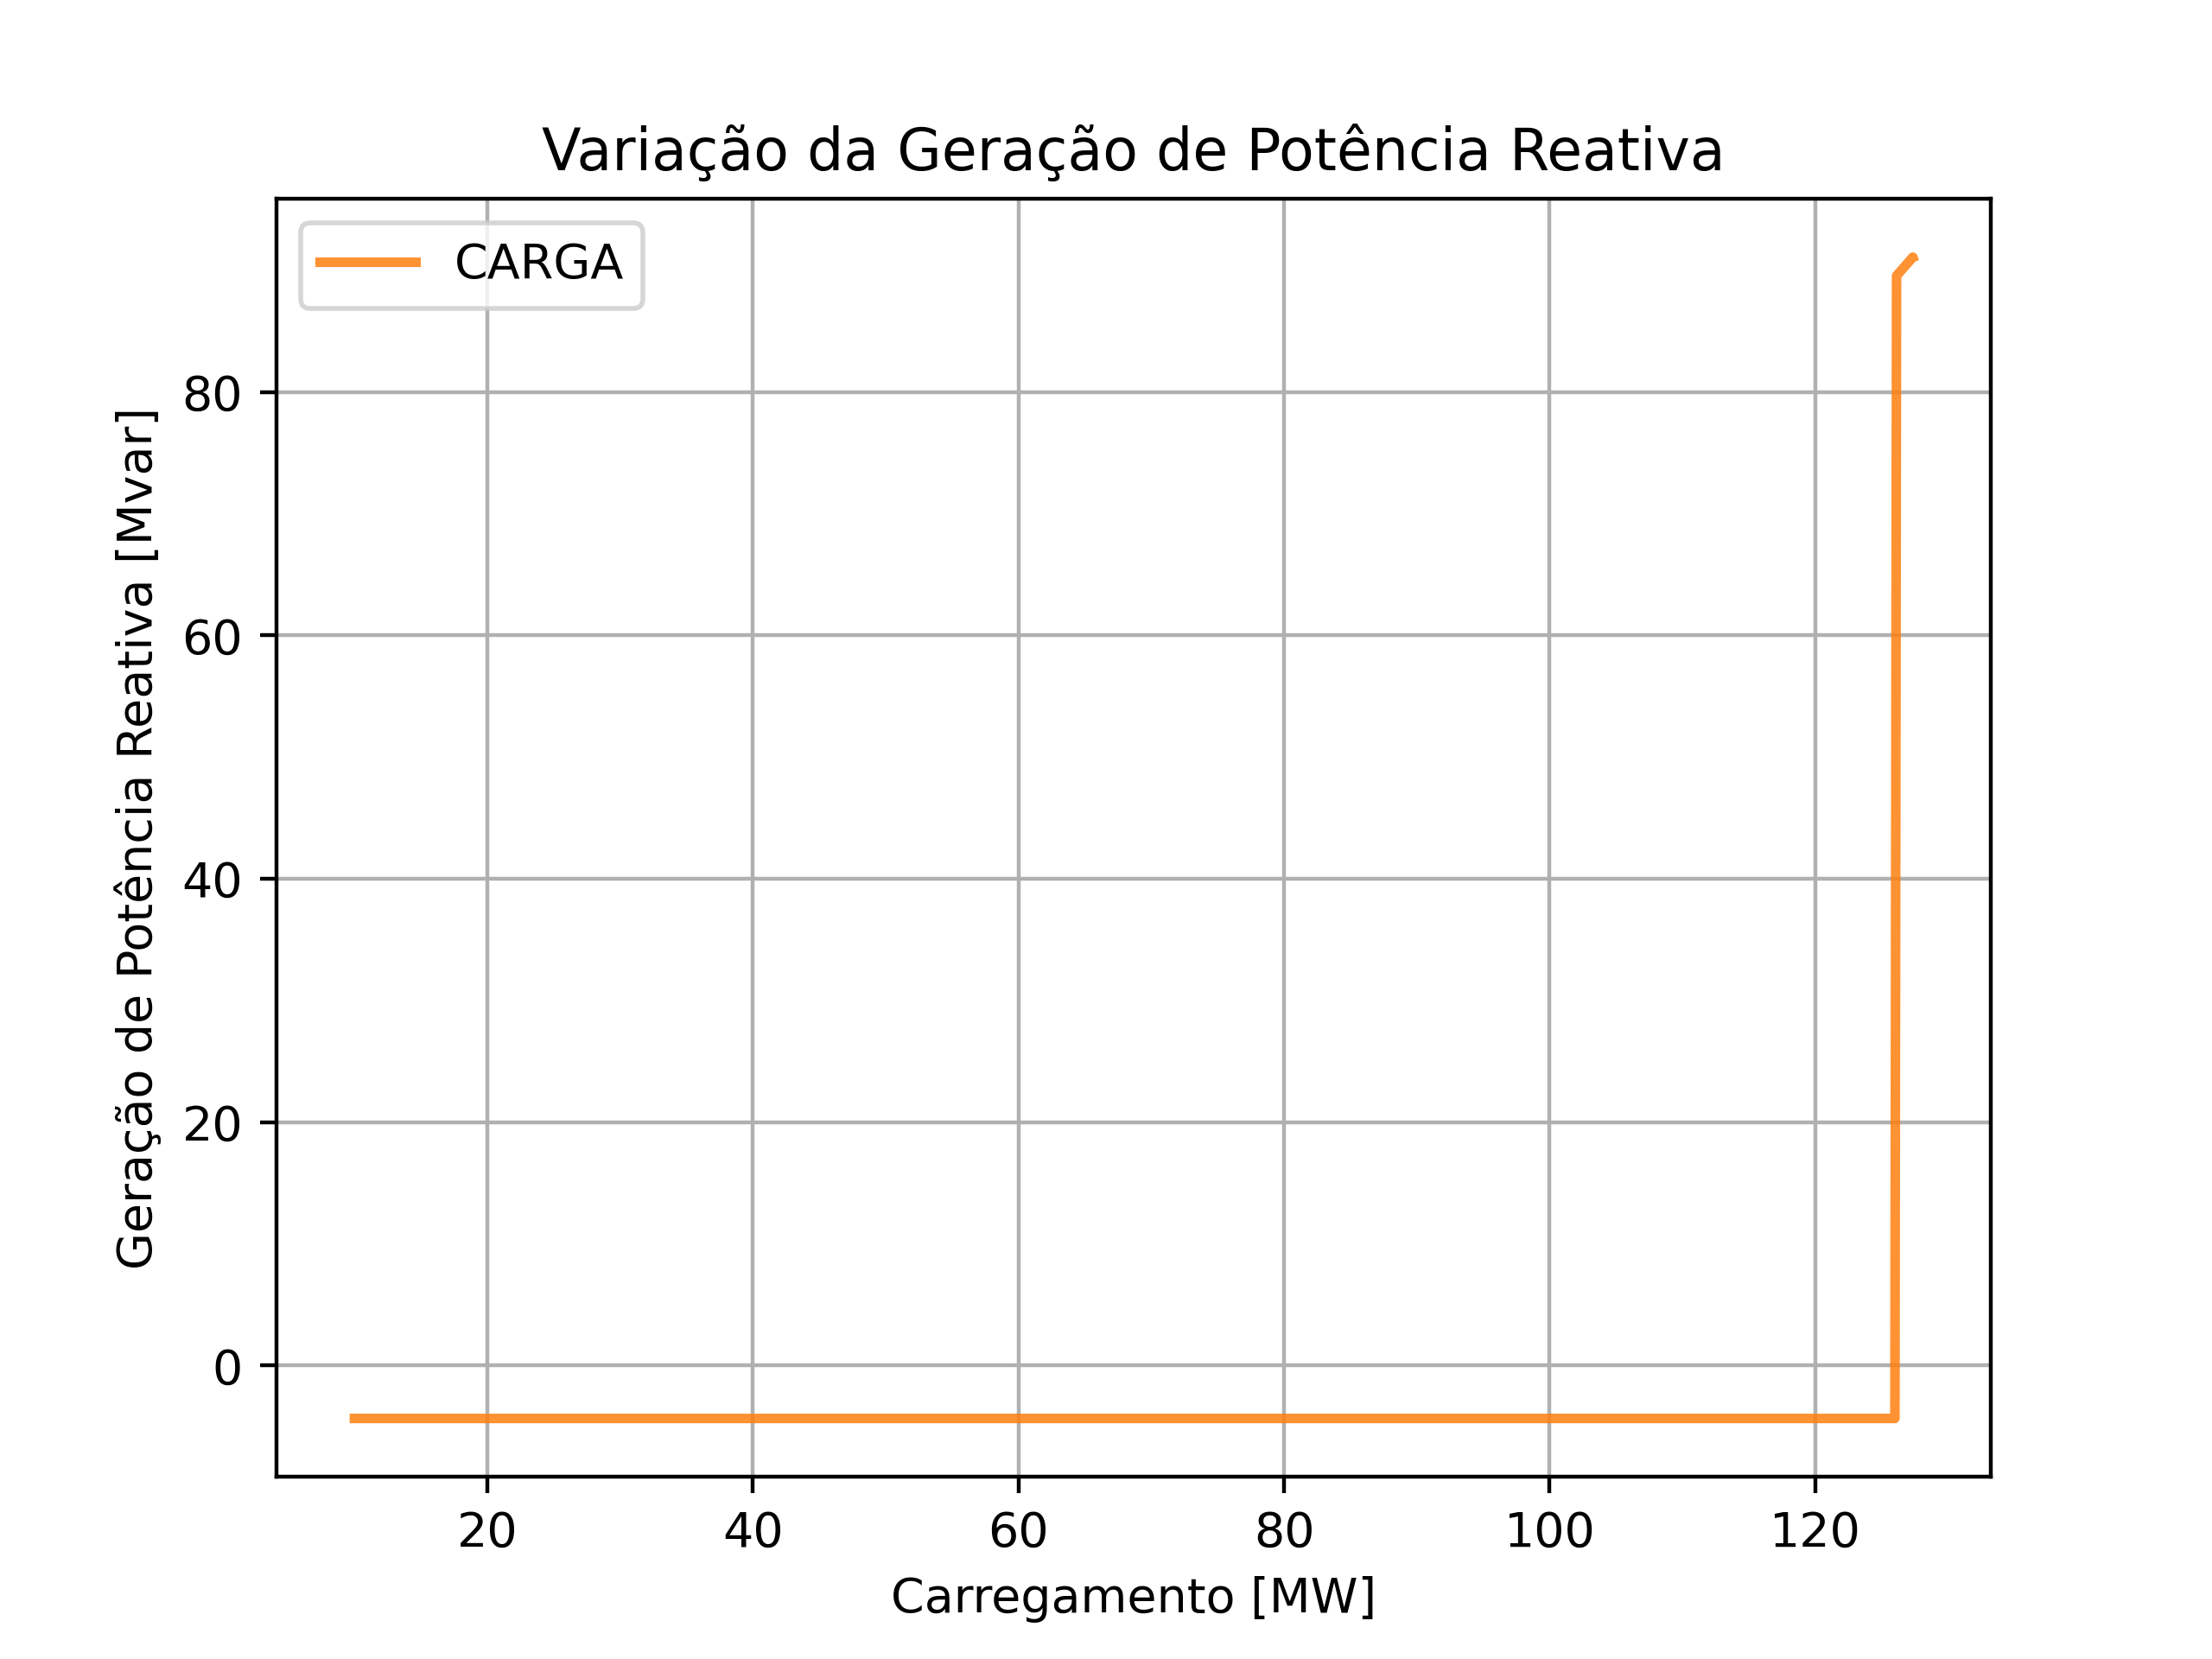 Variação da Geração de Potência Reativa
CARGA
Geração de Potência Reativa [Mvar]
80
60
40
20
0
20 40 60 80 100 120
Carregamento [MW]